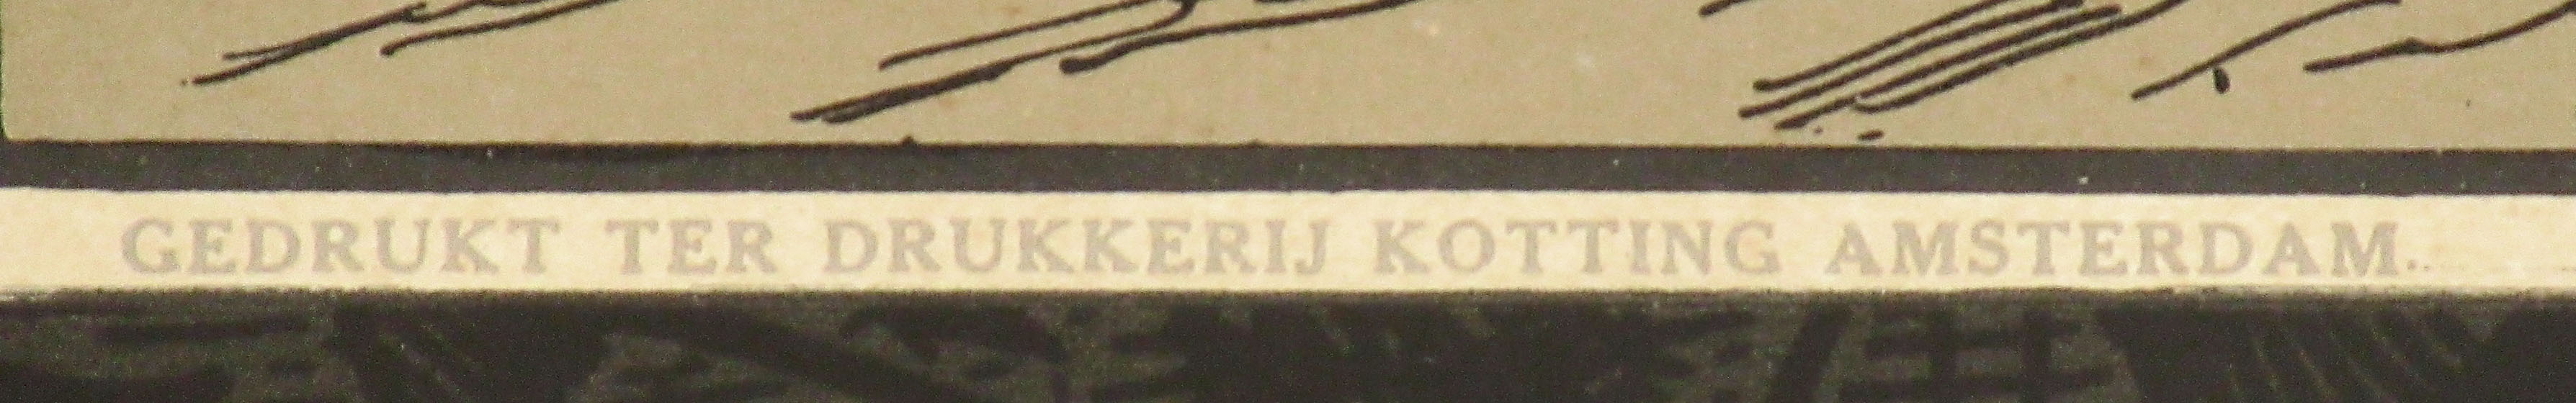 GEDRUKT TER DRUKKERIJ KOTTING AMSTERDAM.